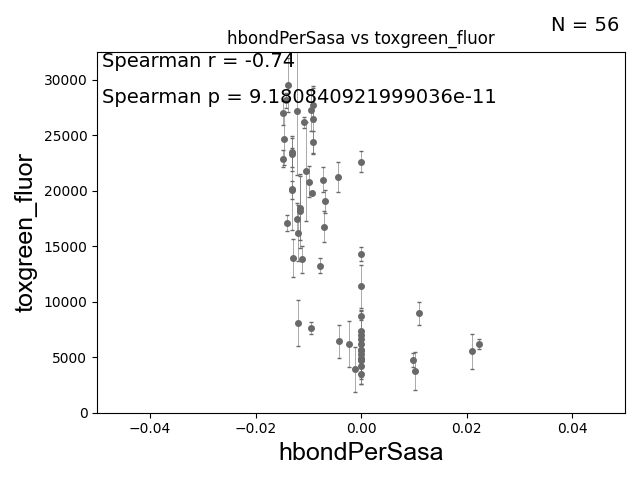 N = 56
hbondPerSasa vs toxgreen_fluor
Spearman r = -0.74
Spearman p = 9.180840921999036e-11
toxgreen_fluor
30000
25000
20000
15000
10000
5000
0
−0.04 −0.02 0.00 0.02 0.04
hbondPerSasa